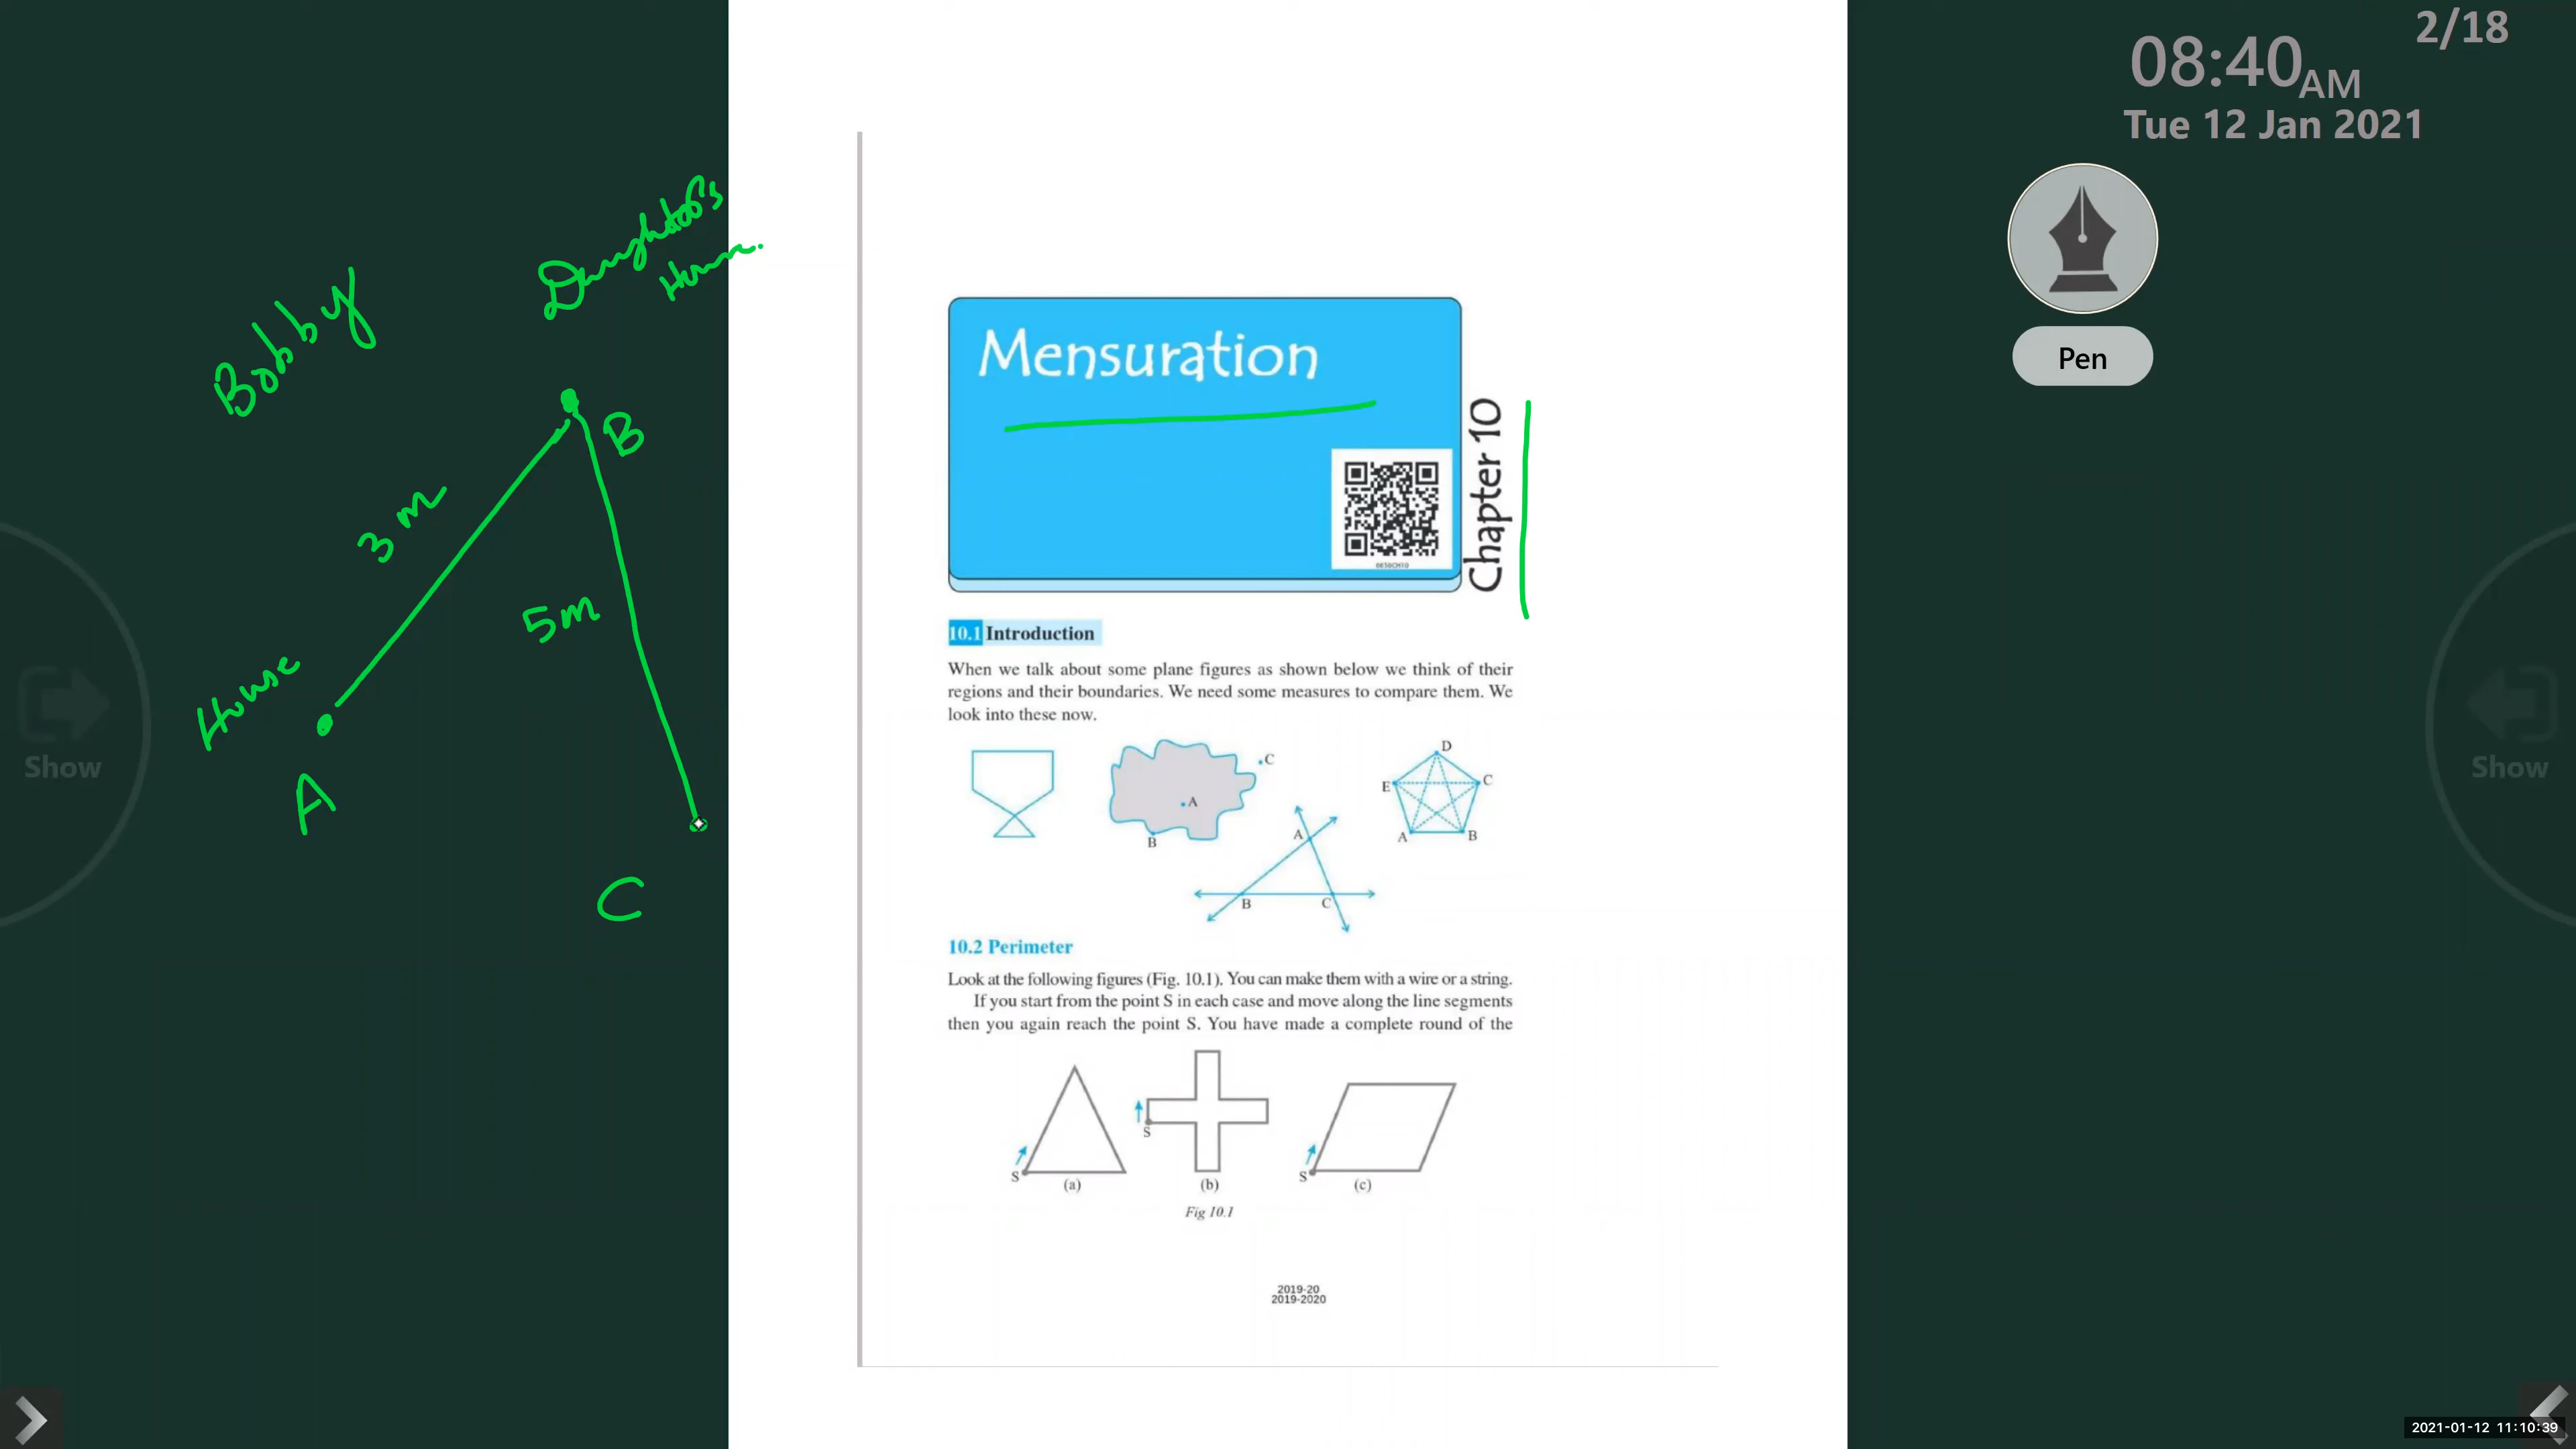 2/18
08:40 AM
Tue 12 Jan 2021
Pen
Show
Show
Bobby
B
3 m
5m
House
A
C
Mensuration
Chapter 10
10.1 Introduction
When we talk about some plane figures as shown below we think of their
regions and their boundaries. We need some measures to compare them. We
look into these now.
.C
.A
B
D
E
C
A
B
A
B
C
10.2 Perimeter
Look at the following figures (Fig. 10.1). You can make them with a wire or a string.
If you start from the point S in each case and move along the line segments
then you again reach the point S. You have made a complete round of the
S
S
S
(a)
(b)
(c)
Fig 10.1
2019-20
2019-2020
2021-01-12 11:10:39